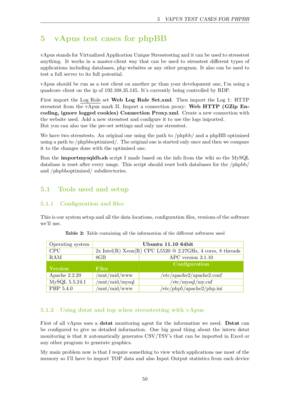 5 VAPUS TEST CASES FOR PHPBB
5 vApus test cases for phpBB
vApus stands for Virtualized Application Unique Stresstesting and it can be used to stresstest
anything. It works in a master-client way that can be used to stresstest different types of
applications including databases, php websites or any other program. It also can be used to
test a full server to its full potential.
vApus should be run as a test client on another pc than your development one, I'm using a
quadcore client on the ip of 192.168.35.145. It's currently being controlled by RDP.
First import the Log Rule set Web Log Rule Set.xml. Then import the Log 1: HTTP
stresstest from the vApus mark II. Import a connection proxy: Web HTTP (GZip En-
coding, ignore logged cookies) Connection Proxy.xml. Create a new connection with
the website used. Add a new stresstest and configure it to use the logs imported.
But you can also use the pre-set settings and only use stresstest.
We have two stresstests. An original one using the path to /phpbb/ and a phpBB optimized
using a path to /phpbboptimized/. The original one is started only once and then we compare
it to the changes done with the optimized one.
Run the importmysqldb.sh script I made based on the info from the wiki so the MySQL
database is reset after every usage. This script should reset both databases for the /phpbb/
and /phpbboptimized/ subdirectories.
5.1 Tools used and setup
5.1.1 Configuration and files
This is our system setup and all the data locations, configuration files, versions of the software
we'll use.
Table 2: Table containing all the information of the different software used
Operating system Ubuntu 11.10 64bit
CPU 2x Intel(R) Xeon(R) CPU L5520 @ 2.27GHz, 4 cores, 8 threads
RAM 8GB APC version 3.1.10
Version Files Configuration
Apache 2.2.20 /mnt/raid/www /etc/apache2/apache2.conf
MySQL 5.5.24.1 /mnt/raid/mysql /etc/mysql/my.cnf
PHP 5.4.0 /mnt/raid/www /etc/php5/apache2/php.ini
5.1.2 Using dstat and top when stresstesting with vApus
First of all vApus uses a dstat monitoring agent for the information we need. Dstat can
be configured to give us detailed information. One big good thing about the intern dstat
monitoring is that it automatically generates CSV/TSV's that can be imported in Excel or
any other program to generate graphics.
My main problem now is that I require something to view which applications use most of the
memory so I'll have to import TOP data and also Input Output statistics from each device
50